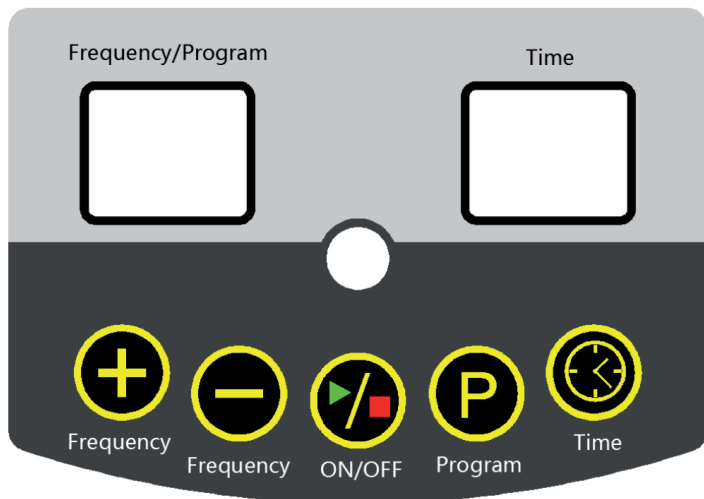 Frequency/Program
Time
P
Frequency
Frequency
ON/OFF
Program
Time